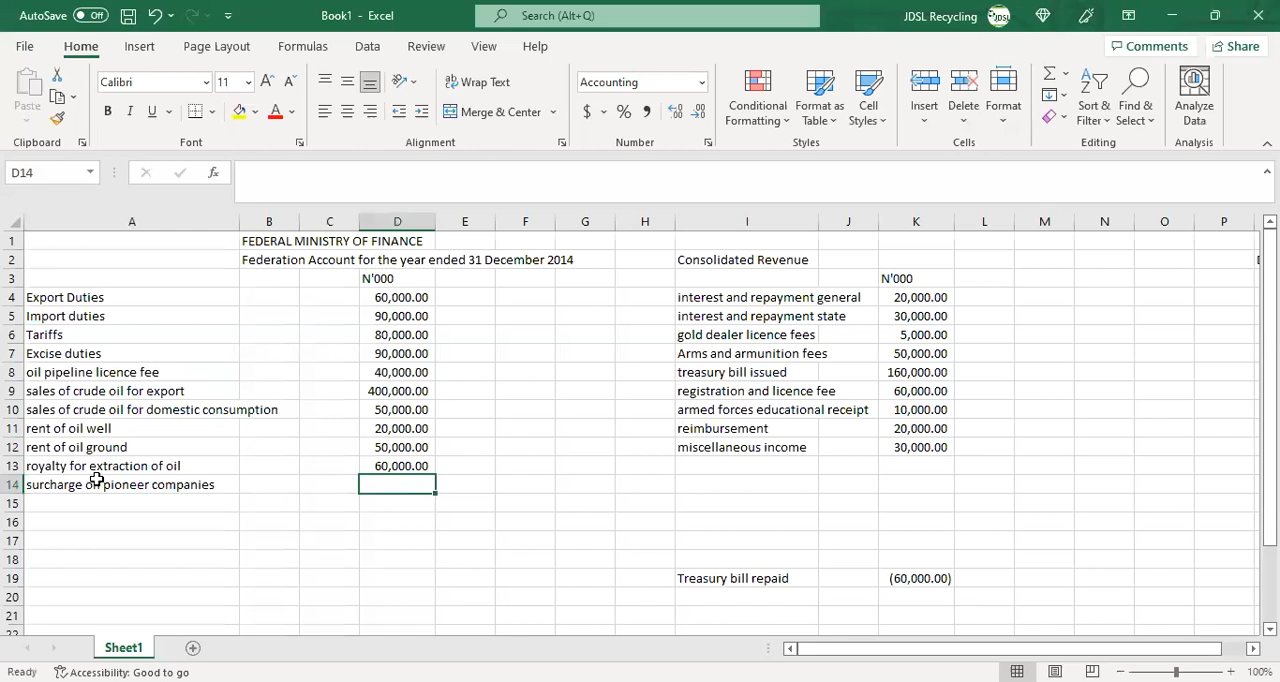 AutoSave Off Book1 - Excel Search (Alt+Q) JDSL Recycling JDSL
File Home Insert Page Layout Formulas Data Review View Help Comments Share
Paste Calibri 11 A A Wrap Text Accounting Conditional Formatting Format as Table Cell Styles Insert Delete Format Sort & Filter Find & Select Analyze Data
B I U A Merge & Center $ % ,
Clipboard Font Alignment Number Styles Cells Editing Analysis
D14 fx
A B C D E F G H I J K L M N O P
1 FEDERAL MINISTRY OF FINANCE
2 Federation Account for the year ended 31 December 2014 Consolidated Revenue
3 N'000 N'000
4 Export Duties 60,000.00 interest and repayment general 20,000.00
5 Import duties 90,000.00 interest and repayment state 30,000.00
6 Tariffs 80,000.00 gold dealer licence fees 5,000.00
7 Excise duties 90,000.00 Arms and armunition fees 50,000.00
8 oil pipeline licence fee 40,000.00 treasury bill issued 160,000.00
9 sales of crude oil for export 400,000.00 registration and licence fee 60,000.00
10 sales of crude oil for domestic consumption 50,000.00 armed forces educational receipt 10,000.00
11 rent of oil well 20,000.00 reimbursement 20,000.00
12 rent of oil ground 50,000.00 miscellaneous income 30,000.00
13 royalty for extraction of oil 60,000.00
14 surcharge on pioneer companies
15
16
17
18
19 Treasury bill repaid (60,000.00)
20
21
22
Sheet1
Ready Accessibility: Good to go 100%